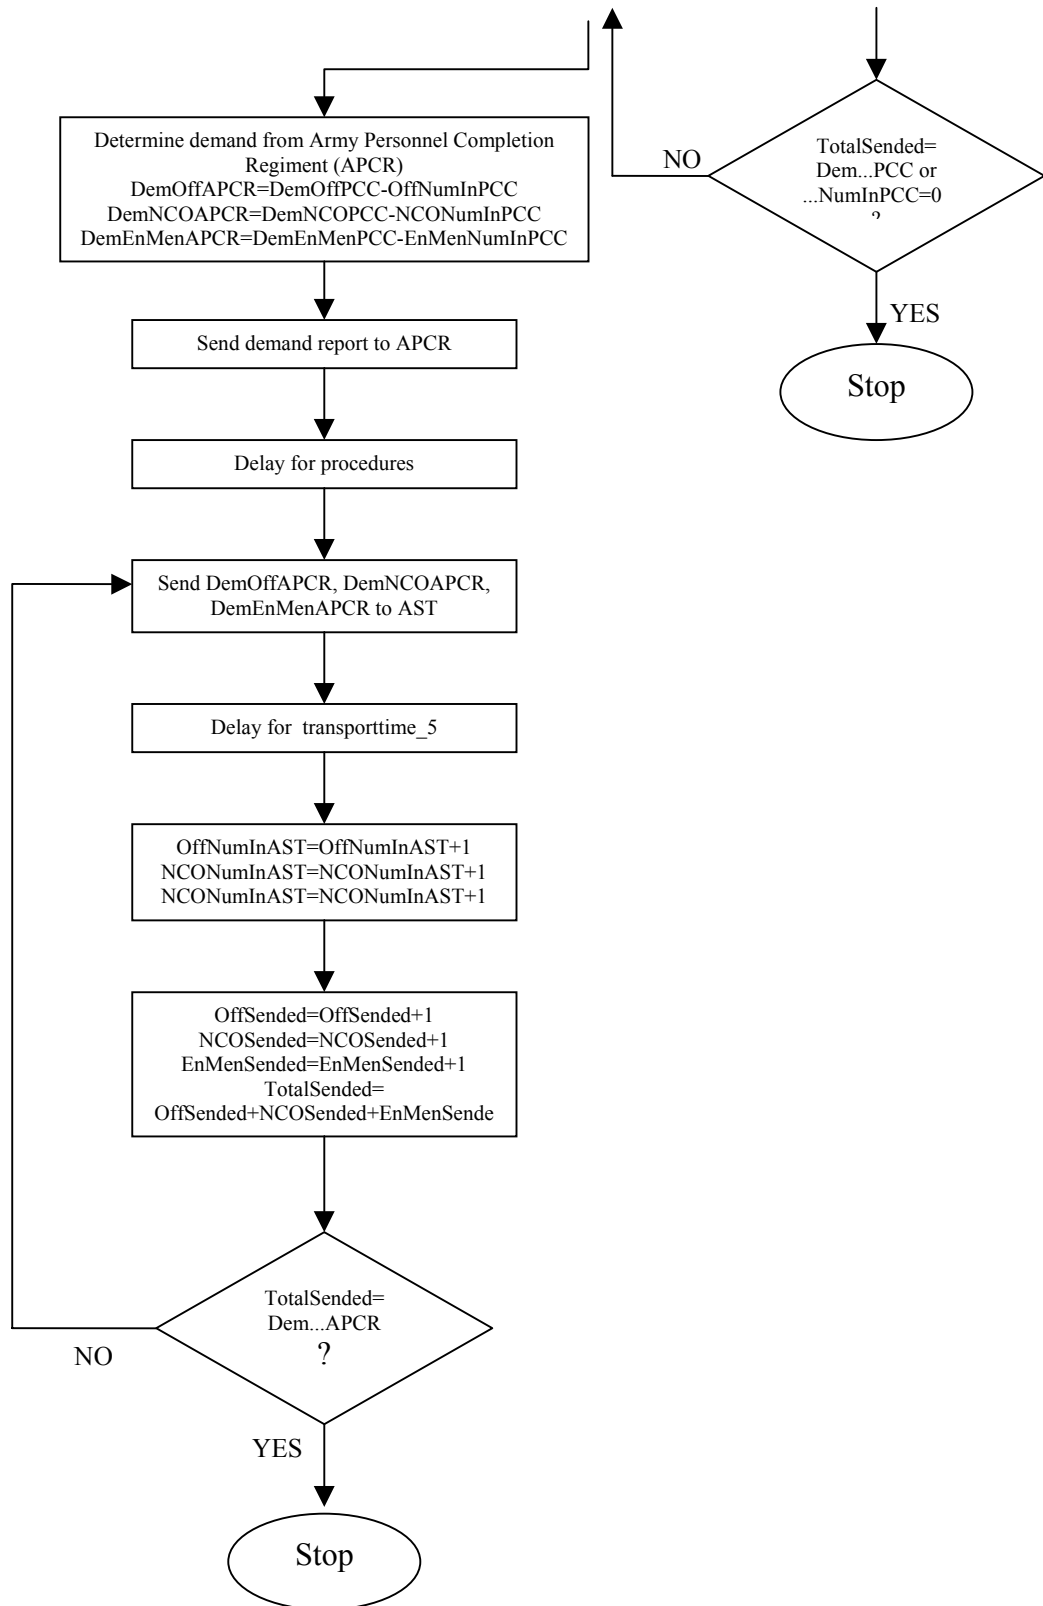 Determine demand from Army Personnel Completion
Regiment (APCR)
DemOffAPCR=DemOffPCC-OffNumInPCC
DemNCOAPCR=DemNCOPCC-NCONumInPCC
DemEnMenAPCR=DemEnMenPCC-EnMenNumInPCC
NO
TotalSended=
Dem...PCC or
...NumInPCC=0
?
YES
Stop
Send demand report to APCR
Delay for procedures
Send DemOffAPCR, DemNCOAPCR,
DemEnMenAPCR to AST
Delay for transporttime_5
OffNumInAST=OffNumInAST+1
NCONumInAST=NCONumInAST+1
NCONumInAST=NCONumInAST+1
OffSended=OffSended+1
NCOSended=NCOSended+1
EnMenSended=EnMenSended+1
TotalSended=
OffSended+NCOSended+EnMenSende
TotalSended=
Dem...APCR
?
NO
YES
Stop